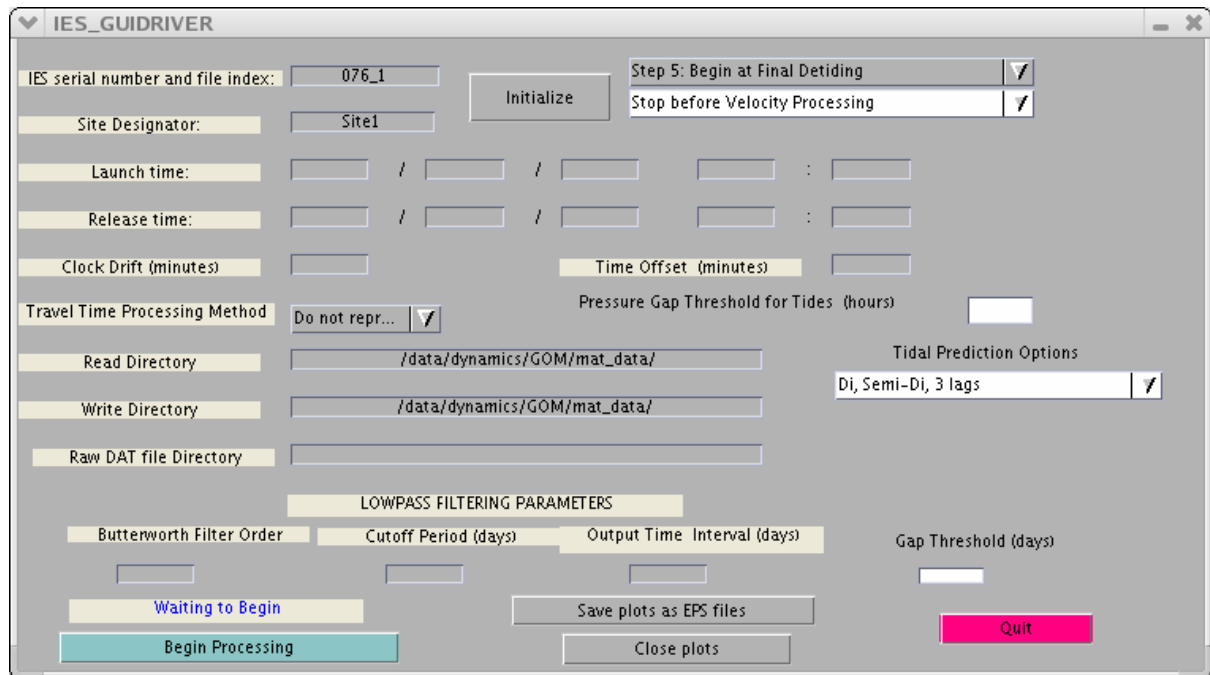 IES_GUIDRIVER
IES serial number and file index: 076_1
Initialize
Step 5: Begin at Final Detiding
Stop before Velocity Processing
Site Designator: Site1
Launch time: / / :
Release time: / / :
Clock Drift (minutes) Time Offset (minutes)
Travel Time Processing Method Do not repr... Pressure Gap Threshold for Tides (hours)
Read Directory /data/dynamics/GOM/mat_data/ Tidal Prediction Options
Di, Semi-Di, 3 lags
Write Directory /data/dynamics/GOM/mat_data/
Raw DAT file Directory
LOWPASS FILTERING PARAMETERS
Butterworth Filter Order Cutoff Period (days) Output Time Interval (days) Gap Threshold (days)
Waiting to Begin Save plots as EPS files Quit
Begin Processing Close plots